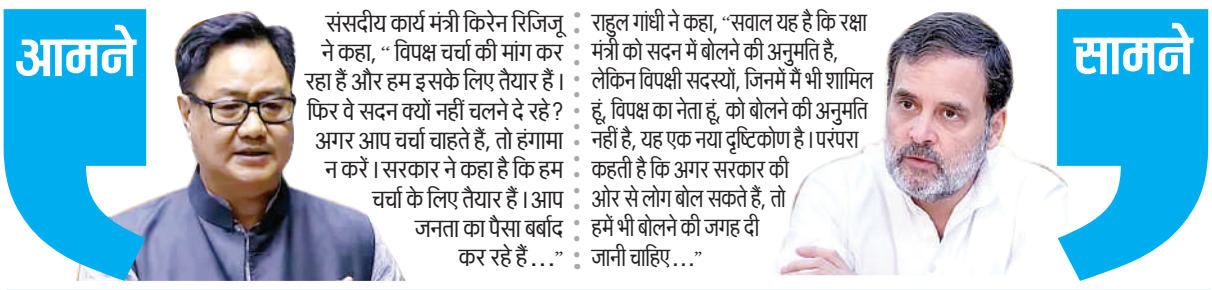 आमने
संसदीय कार्य मंत्री किरेन रिजिजू
ने कहा, “ विपक्ष चर्चा की मांग कर
रहा हैं और हम इसके लिए तैयार हैं।
फिर वे सदन क्यों नहीं चलने दे रहे?
अगर आप चर्चा चाहते हैं, तो हंगामा
न करें। सरकार ने कहा है कि हम
चर्चा के लिए तैयार हैं। आप
जनता का पैसा बर्बाद
कर रहे हैं...”
राहुल गांधी ने कहा, “सवाल यह है कि रक्षा
मंत्री को सदन में बोलने की अनुमति है,
लेकिन विपक्षी सदस्यों, जिनमें मैं भी शामिल
हूं, विपक्ष का नेता हूं, को बोलने की अनुमति
नहीं है, यह एक नया दृष्टिकोण है। परंपरा
कहती है कि अगर सरकार की
ओर से लोग बोल सकते हैं, तो
हमें भी बोलने की जगह दी
जानी चाहिए...”
सामने